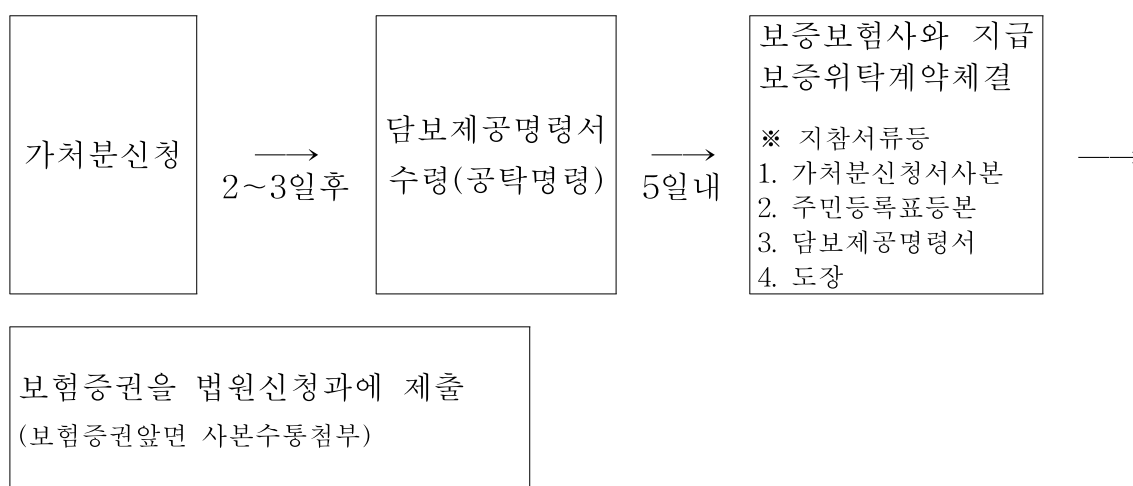 가처분신청
⟶
2~3일후
담보제공명령서
수령(공탁명령)
⟶
5일내
보증보험사와 지급
보증위탁계약체결
※ 지참서류등
1. 가처분신청서사본
2. 주민등록표등본
3. 담보제공명령서
4. 도장
⟶
보험증권을 법원신청과에 제출
(보험증권앞면 사본수통첨부)